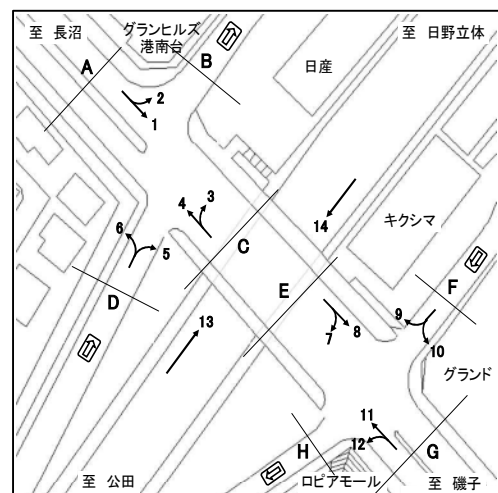 至 長沼
グランヒルズ
港南台
至 日野立体
A
B
日産
2
1
3
4
14
キクシマ
6
5
C
D
E
F
13
9
7
8
10
グランド
11
12
H
G
ロピアモール
至 公田
至 磯子